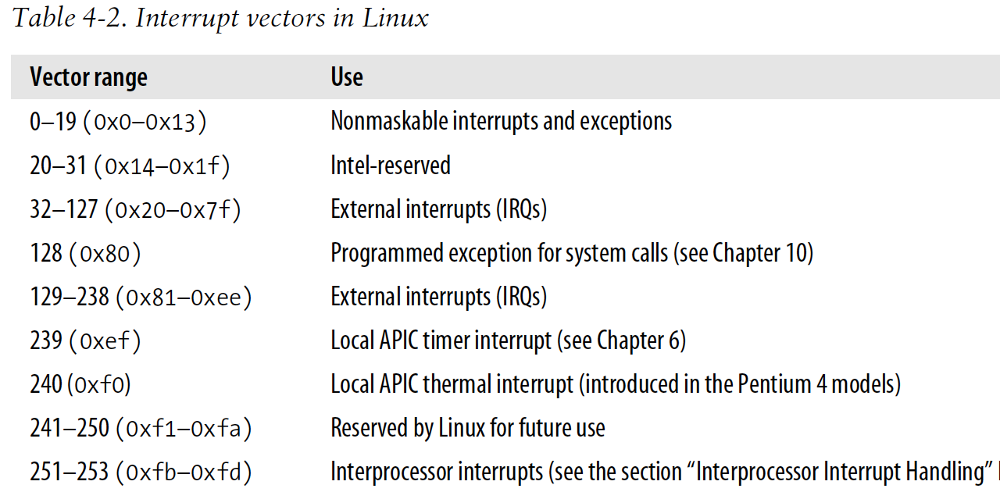 Table 4-2. Interrupt vectors in Linux
Vector range Use
0–19 (0x0–0x13) Nonmaskable interrupts and exceptions
20–31 (0x14–0x1f) Intel-reserved
32–127 (0x20–0x7f) External interrupts (IRQs)
128 (0x80) Programmed exception for system calls (see Chapter 10)
129–238 (0x81–0xee) External interrupts (IRQs)
239 (0xef) Local APIC timer interrupt (see Chapter 6)
240 (0xf0) Local APIC thermal interrupt (introduced in the Pentium 4 models)
241–250 (0xf1–0xfa) Reserved by Linux for future use
251–253 (0xfb–0xfd) Interprocessor interrupts (see the section “Interprocessor Interrupt Handling”